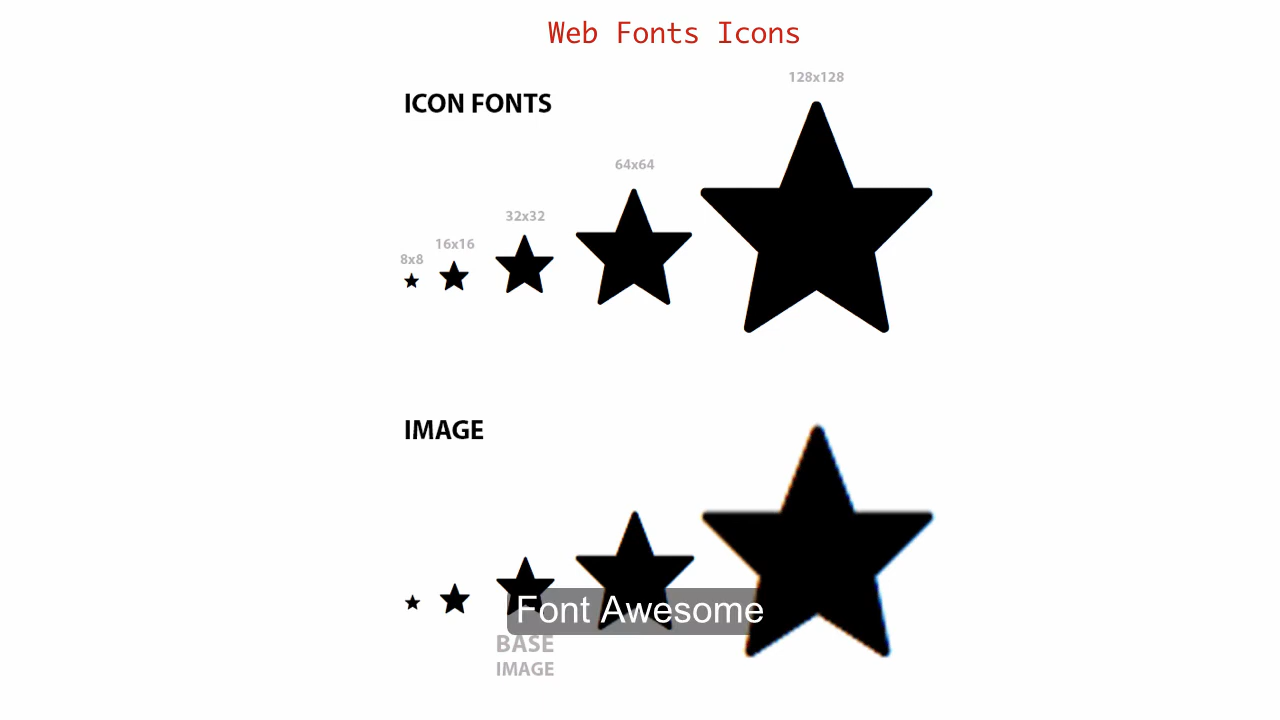 Web Fonts Icons
128x128
ICON FONTS
64x64
32x32
16x16
8x8
IMAGE
Font Awesome
BASE
IMAGE